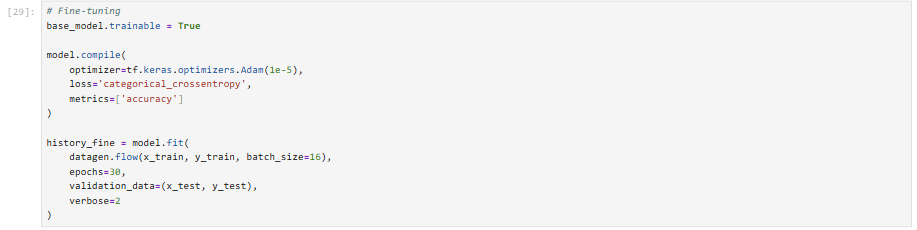 [29]:
# Fine-tuning
base_model.trainable = True

model.compile(
    optimizer=tf.keras.optimizers.Adam(1e-5),
    loss='categorical_crossentropy',
    metrics=['accuracy']
)

history_fine = model.fit(
    datagen.flow(x_train, y_train, batch_size=16),
    epochs=30,
    validation_data=(x_test, y_test),
    verbose=2
)